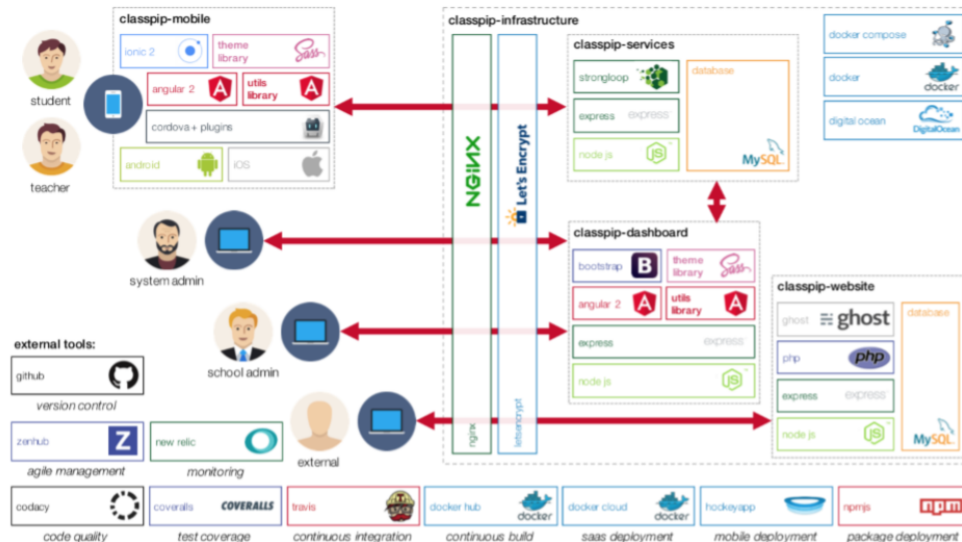 classpip-mobile
ionic 2
theme library
Sass
angular 2
utils library
cordova + plugins
android
iOS
student
teacher
system admin
school admin
external
classpip-infrastructure
NGINX
nginx
Let's Encrypt
letsencrypt
classpip-services
strongloop
express
express
node js
JS
database
MySQL
docker compose
docker
docker
digital ocean
DigitalOcean
classpip-dashboard
bootstrap
B
theme library
Sass
angular 2
A
utils library
A
express
express
node js
JS
classpip-website
ghost
ghost
php
php
express
express
node js
JS
database
MySQL
external tools:
github
version control
zenhub
Z
agile management
new relic
monitoring
codacy
code quality
coveralls
COVERALLS
test coverage
travis
continuous integration
docker hub
docker
continuous build
docker cloud
docker
saas deployment
hockeyapp
mobile deployment
npmjs
npm
package deployment